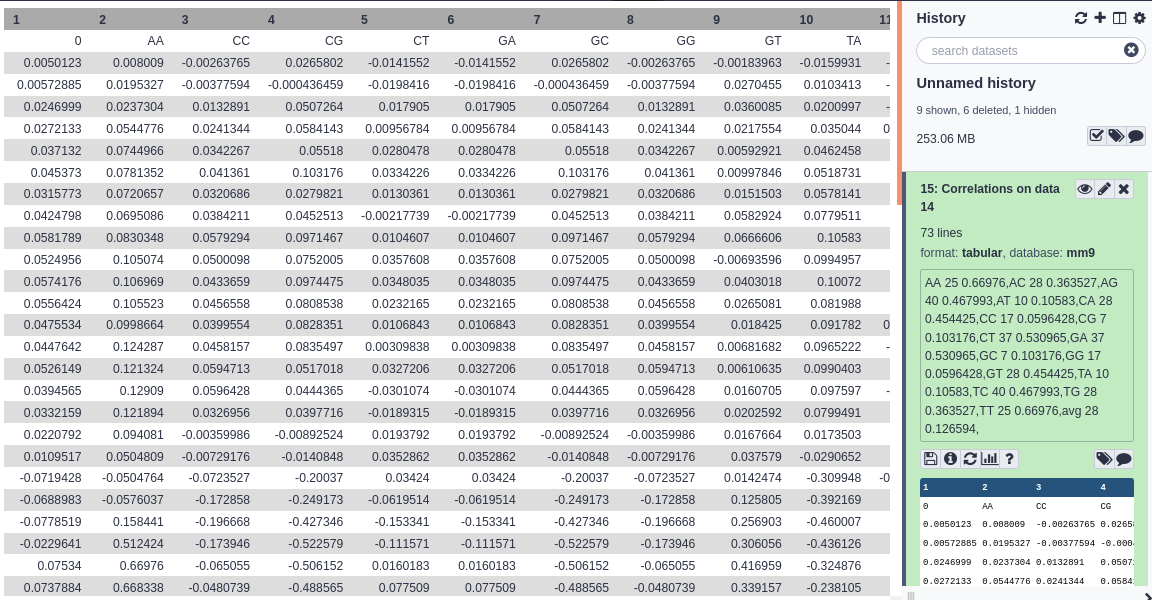 1 2 3 4 5 6 7 8 9 10 11
0 AA CC CG CT GA GC GG GT TA
0.0050123 0.008009 -0.00263765 0.0265802 -0.0141552 -0.0141552 0.0265802 -0.00263765 -0.00183963 -0.0159931 -
0.00572885 0.0195327 -0.00377594 -0.000436459 -0.0198416 -0.0198416 -0.000436459 -0.00377594 0.0270455 0.0103413 -
0.0246999 0.0237304 0.0132891 0.0507264 0.017905 0.017905 0.0507264 0.0132891 0.0360085 0.0200997 -
0.0272133 0.0544776 0.0241344 0.0584143 0.00956784 0.00956784 0.0584143 0.0241344 0.0217554 0.035044 0
0.037132 0.0744966 0.0342267 0.05518 0.0280478 0.0280478 0.05518 0.0342267 0.00592921 0.0462458
0.045373 0.0781352 0.041361 0.103176 0.0334226 0.0334226 0.103176 0.041361 0.00997846 0.0518731
0.0315773 0.0720657 0.0320686 0.0279821 0.0130361 0.0130361 0.0279821 0.0320686 0.0151503 0.0578141
0.0424798 0.0695086 0.0384211 0.0452513 -0.00217739 -0.00217739 0.0452513 0.0384211 0.0582924 0.0779511
0.0581789 0.0830348 0.0579294 0.0971467 0.0104607 0.0104607 0.0971467 0.0579294 0.0666606 0.10583
0.0524956 0.105074 0.0500098 0.0752005 0.0357608 0.0357608 0.0752005 0.0500098 -0.00693596 0.0994957
0.0574176 0.106969 0.0433659 0.0974475 0.0348035 0.0348035 0.0974475 0.0433659 0.0403018 0.10072
0.0556424 0.105523 0.0456558 0.0808538 0.0232165 0.0232165 0.0808538 0.0456558 0.0265081 0.081988
0.0475534 0.0998664 0.0399554 0.0828351 0.0106843 0.0106843 0.0828351 0.0399554 0.018425 0.091782 0
0.0447642 0.124287 0.0458157 0.0835497 0.00309838 0.00309838 0.0835497 0.0458157 0.00681682 0.0965222 -
0.0526149 0.121324 0.0594713 0.0517018 0.0327206 0.0327206 0.0517018 0.0594713 0.00610635 0.0990403 -
0.0394565 0.12909 0.0596428 0.0444365 -0.0301074 -0.0301074 0.0444365 0.0596428 0.0160705 0.097597 -
0.0332159 0.121894 0.0326956 0.0397716 -0.0189315 -0.0189315 0.0397716 0.0326956 0.0202592 0.0799491
0.0220792 0.094081 -0.00359986 -0.00892524 0.0193792 0.0193792 -0.00892524 -0.00359986 0.0167664 0.0173503
0.0109517 0.0504809 -0.00729176 -0.0140848 0.0352862 0.0352862 -0.0140848 -0.00729176 0.037579 -0.0290652
-0.0719428 -0.0504764 -0.0723527 -0.20037 0.03424 0.03424 -0.20037 -0.0723527 0.0142474 -0.309948 -0
-0.0688983 -0.0576037 -0.172858 -0.249173 -0.0619514 -0.0619514 -0.249173 -0.172858 0.125805 -0.392169
-0.0778519 0.158441 -0.196668 -0.427346 -0.153341 -0.153341 -0.427346 -0.196668 0.256903 -0.460007
-0.0229641 0.512424 -0.173946 -0.522579 -0.111571 -0.111571 -0.522579 -0.173946 0.306056 -0.436126
0.07534 0.66976 -0.065055 -0.506152 0.0160183 0.0160183 -0.506152 -0.065055 0.416959 -0.324876
0.0737884 0.668338 -0.0480739 -0.488565 0.077509 0.077509 -0.488565 -0.0480739 0.339157 -0.238105
History
search datasets
Unnamed history
9 shown, 6 deleted, 1 hidden
253.06 MB
15: Correlations on data
14
73 lines
format: tabular, database: mm9
AA 25 0.66976,AC 28 0.363527,AG
40 0.467993,AT 10 0.10583,CA 28
0.454425,CC 17 0.0596428,CG 7
0.103176,CT 37 0.530965,GA 37
0.530965,GC 7 0.103176,GG 17
0.0596428,GT 28 0.454425,TA 10
0.10583,TC 40 0.467993,TG 28
0.363527,TT 25 0.66976,avg 28
0.126594,
1 2 3 4
0 AA CC CG
0.0050123 0.008009 -0.00263765 0.0265
0.00572885 0.0195327 -0.00377594 -0.000
0.0246999 0.0237304 0.0132891 0.0507
0.0272133 0.0544776 0.0241344 0.0584